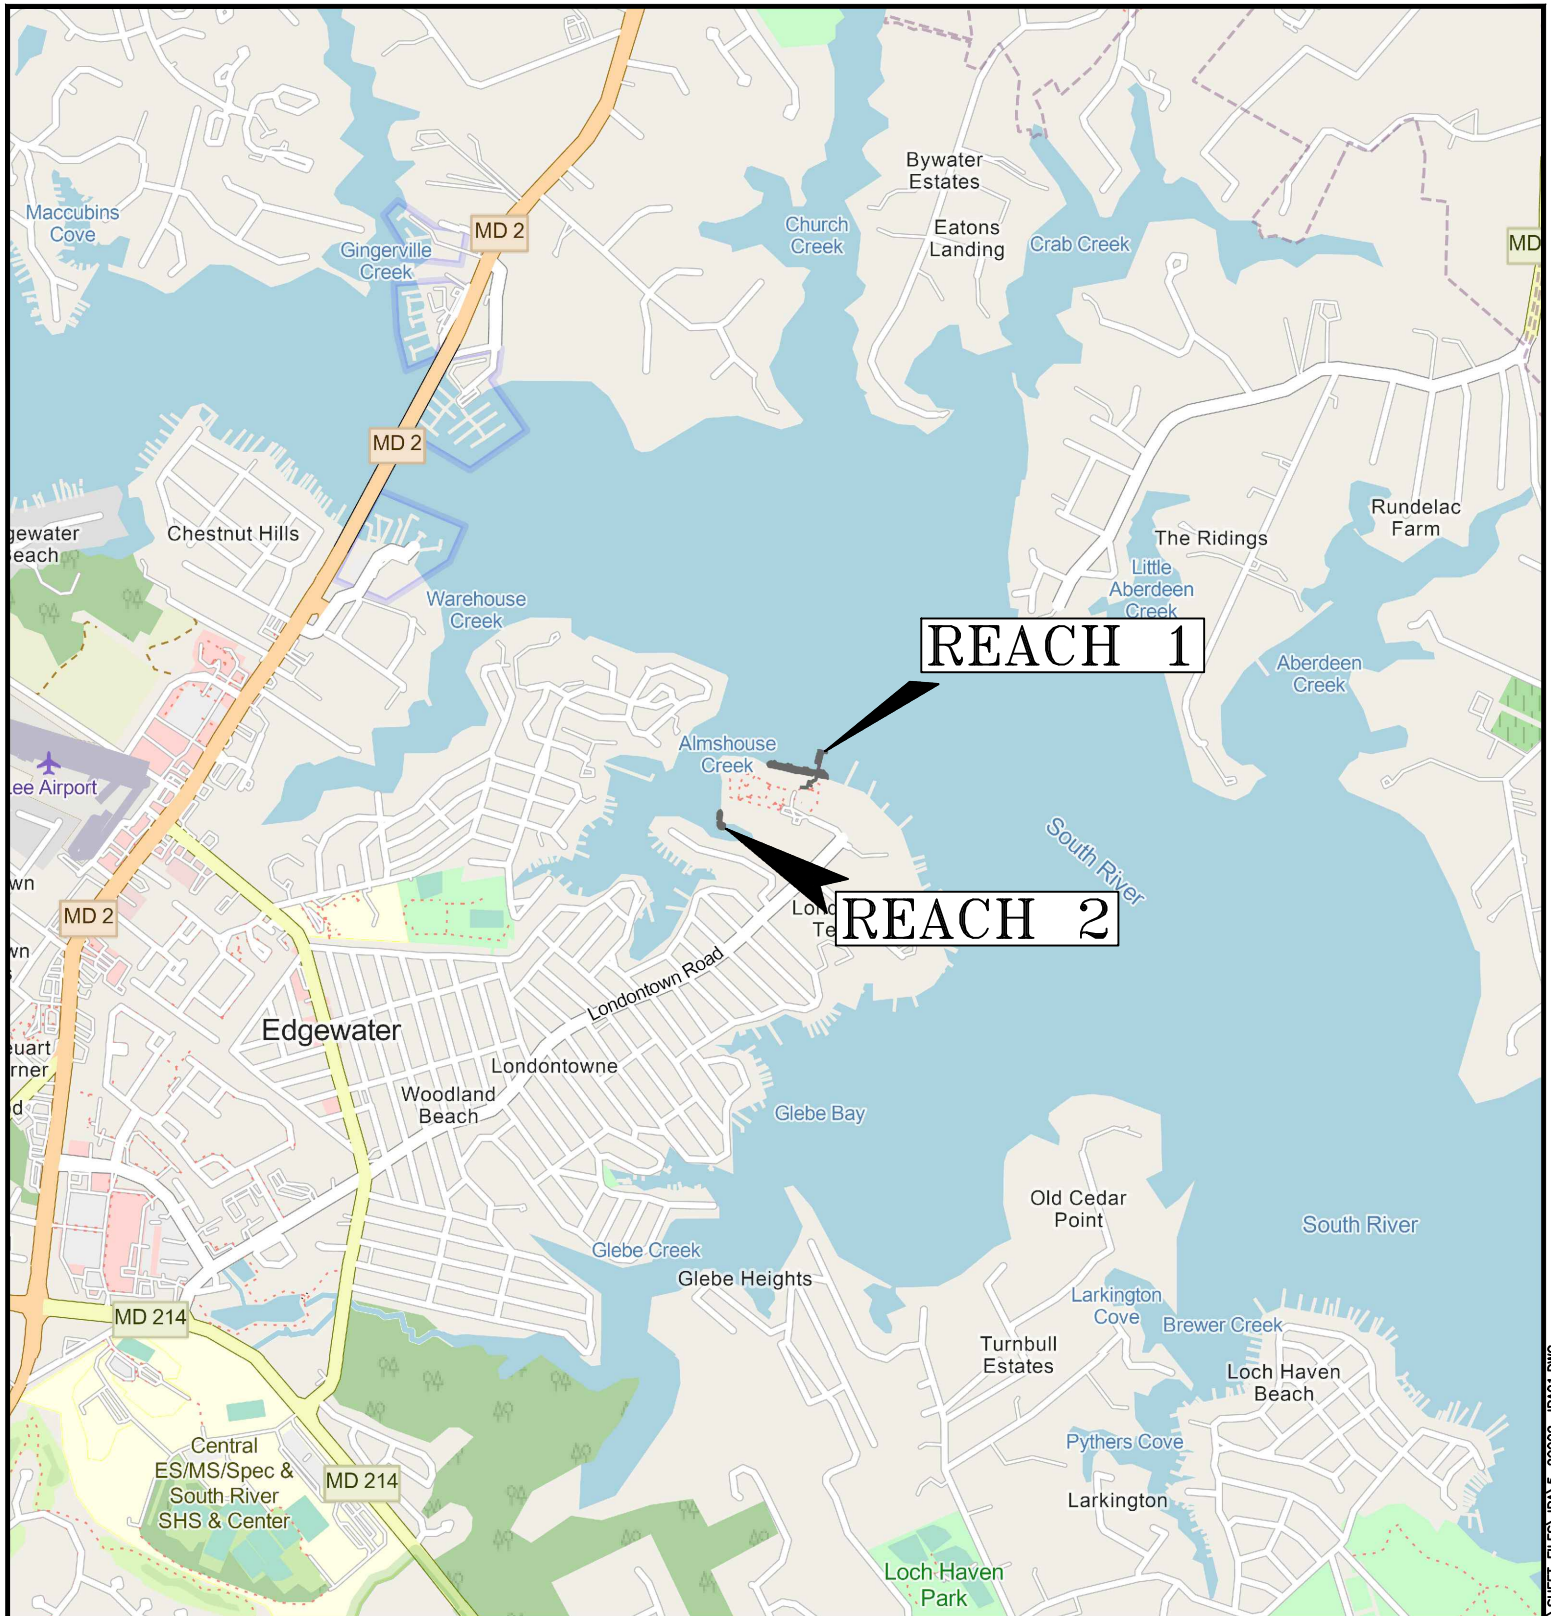 Bywater
Estates
Maccubins
Cove
Church
Creek
Eatons
Landing
Crab Creek
MD 2
MD
Gingerville
Creek
MD 2
Rundelac
Farm
gewater
each
Chestnut Hills
The Ridings
Little
Aberdeen
Creek
Warehouse
Creek
REACH 1
Aberdeen
Creek
Almshouse
Creek
ee Airport
South River
wn
MD 2
REACH 2
Lond
Te
wn
Londontown Road
Edgewater
euart
rner
Londontowne
Woodland
Beach
d
Glebe Bay
Old Cedar
Point
South River
Glebe Creek
Glebe Heights
Larkington
Cove
MD 214
Brewer Creek
Turnbull
Estates
Loch Haven
Beach
Central
ES/MS/Spec &
South River
SHS & Center
MD 214
Pythers Cove
Larkington
Loch Haven
Park